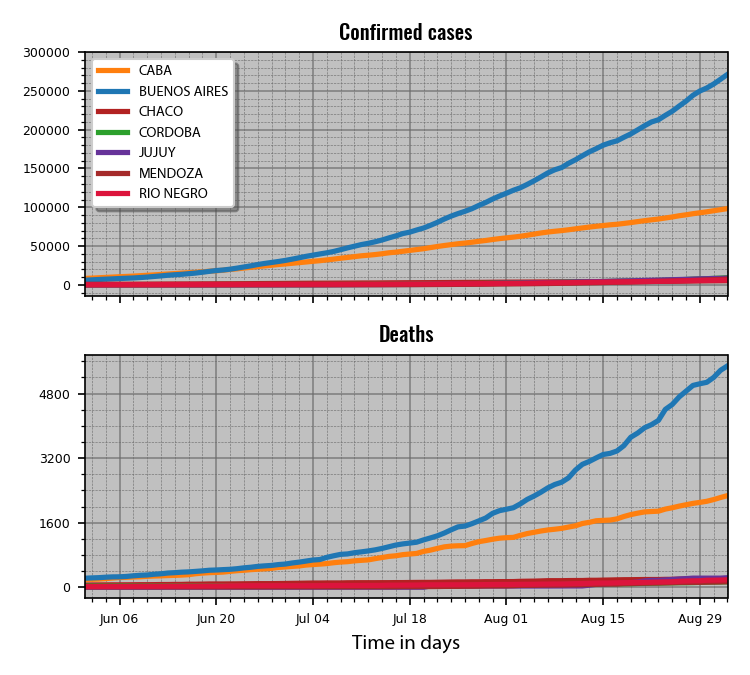 Confirmed cases
300000
250000
200000
150000
100000
50000
0
CABA
BUENOS AIRES
CHACO
CORDOBA
JUJUY
MENDOZA
RIO NEGRO
Deaths
4800
3200
1600
0
Jun 06 Jun 20 Jul 04 Jul 18 Aug 01 Aug 15 Aug 29
Time in days